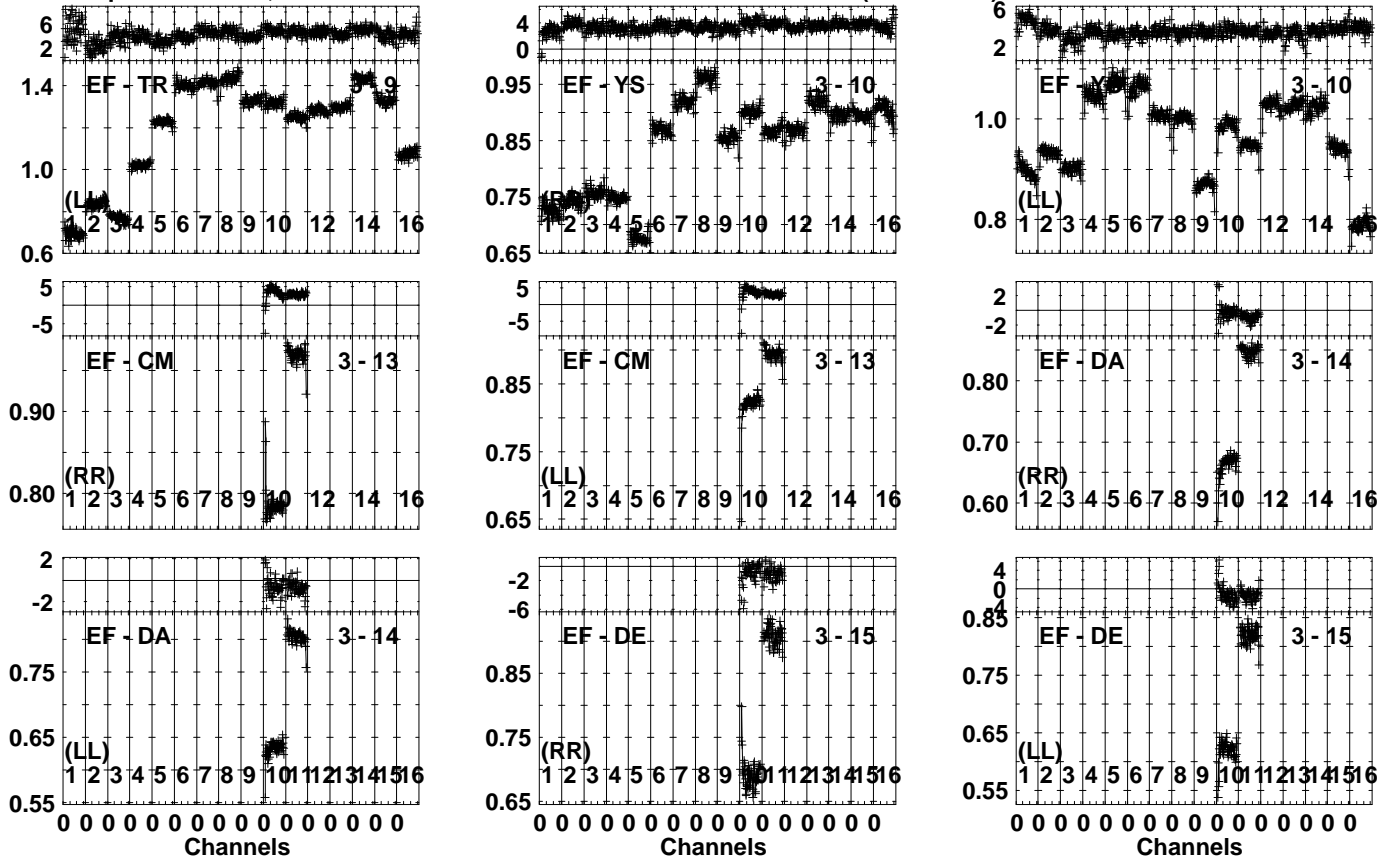 6 2 4 0 6 2
1.4 EF - TR 3 - 9 0.95 EF - YS 3 - 10 EF - YS 3 - 10
1.0 0.85 1.0
0.75
(LL) (RR) (LL)
1 2 3 4 5 6 7 8 9 10 12 14 16 1 2 3 4 5 6 7 8 9 10 12 14 16 1 2 3 4 5 6 7 8 9 10 12 14 16
0.6 0.65 0.8
5 -5 5 -5 2 -2
EF - CM 3 - 13 EF - CM 3 - 13 EF - DA 3 - 14
0.90 0.85 0.80
0.75 0.70
(RR) (LL) (RR)
1 2 3 4 5 6 7 8 9 10 12 14 16 1 2 3 4 5 6 7 8 9 10 12 14 16 1 2 3 4 5 6 7 8 9 10 12 14 16
0.80 0.65 0.60
2 -2 -2 -6 4 0 -4
EF - DA 3 - 14 EF - DE 3 - 15 0.85 EF - DE 3 - 15
0.75 0.85 0.75
0.65 0.75 0.65
(LL) (RR) (LL)
1 2 3 4 5 6 7 8 9 10 11 12 13 14 15 16 1 2 3 4 5 6 7 8 9 10 11 12 13 14 15 16 1 2 3 4 5 6 7 8 9 10 11 12 13 14 15 16
0.55 0.65 0.55
0 0 0 0 0 0 0 0 0 0 0 0 0 0 0 0 0 0 0 0 0 0 0 0 0 0 0 0 0 0 0 0 0 0 0 0 0 0 0 0 0 0 0 0 0 0 0 0
Channels Channels Channels